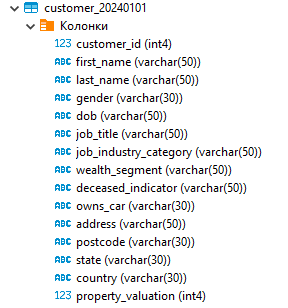 customer_20240101
Колонки
123 customer_id (int4)
ABC first_name (varchar(50))
ABC last_name (varchar(50))
ABC gender (varchar(30))
ABC dob (varchar(50))
ABC job_title (varchar(50))
ABC job_industry_category (varchar(50))
ABC wealth_segment (varchar(50))
ABC deceased_indicator (varchar(50))
ABC owns_car (varchar(30))
ABC address (varchar(50))
ABC postcode (varchar(30))
ABC state (varchar(30))
ABC country (varchar(30))
123 property_valuation (int4)